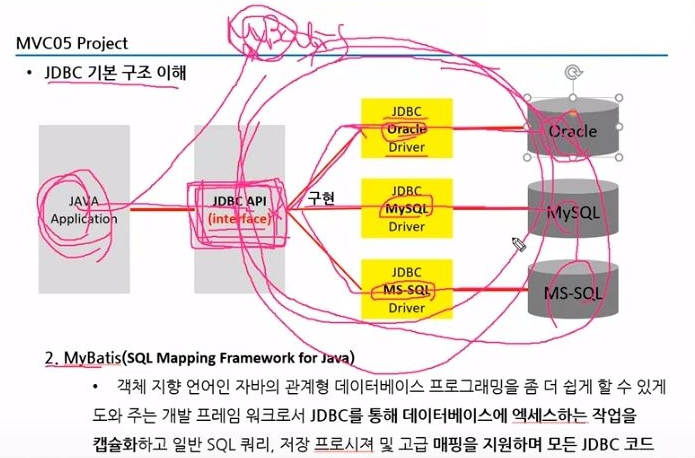 MyBatis
MVC05 Project
• JDBC 기본 구조 이해
JAVA
Application
JDBC API
(interface)
구현
JDBC
Oracle
Driver
JDBC
MySQL
Driver
JDBC
MS-SQL
Driver
Oracle
MySQL
MS-SQL
2. MyBatis(SQL Mapping Framework for Java)
• 객체 지향 언어인 자바의 관계형 데이터베이스 프로그래밍을 좀 더 쉽게 할 수 있게
도와 주는 개발 프레임 워크로서 JDBC를 통해 데이터베이스에 엑세스하는 작업을
캡슐화하고 일반 SQL 쿼리, 저장 프로시져 및 고급 매핑을 지원하며 모든 JDBC 코드